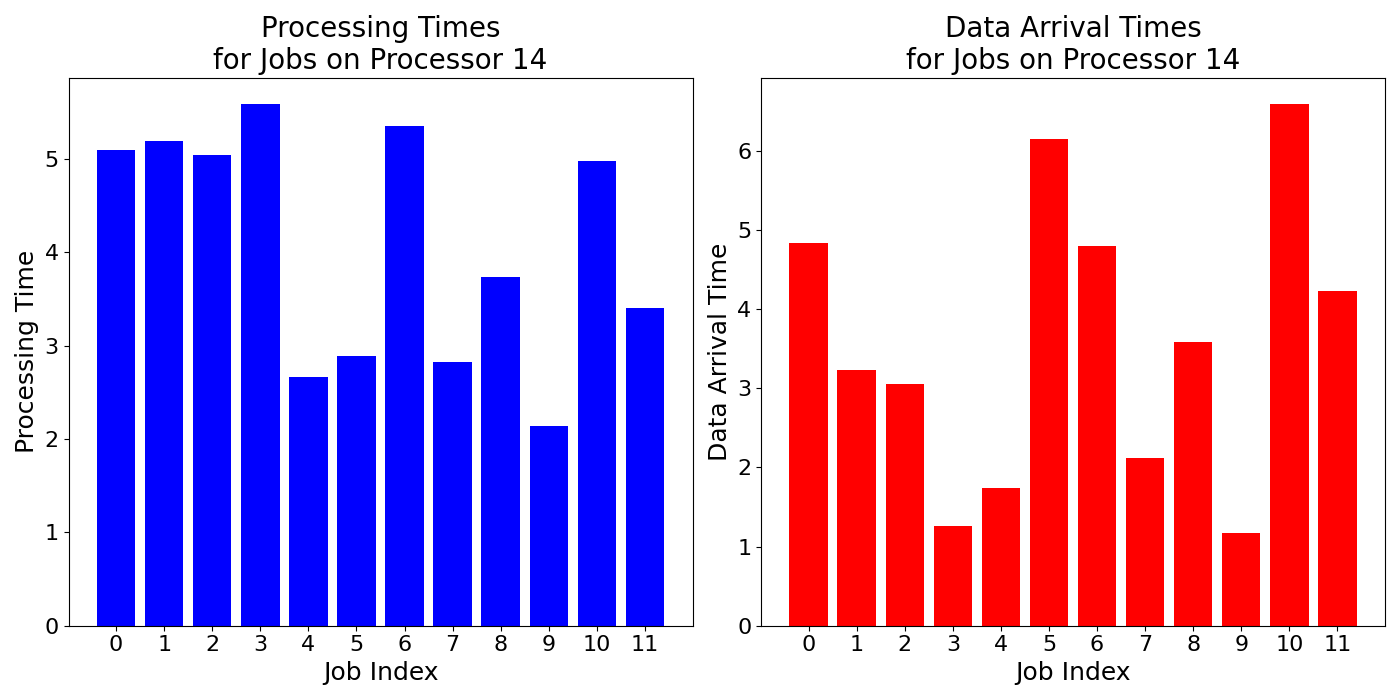 Processing Times
for Jobs on Processor 14
Processing Time
5
4
3
2
1
0
0 1 2 3 4 5 6 7 8 9 10 11
Job Index
Data Arrival Times
for Jobs on Processor 14
Data Arrival Time
6
5
4
3
2
1
0
0 1 2 3 4 5 6 7 8 9 10 11
Job Index